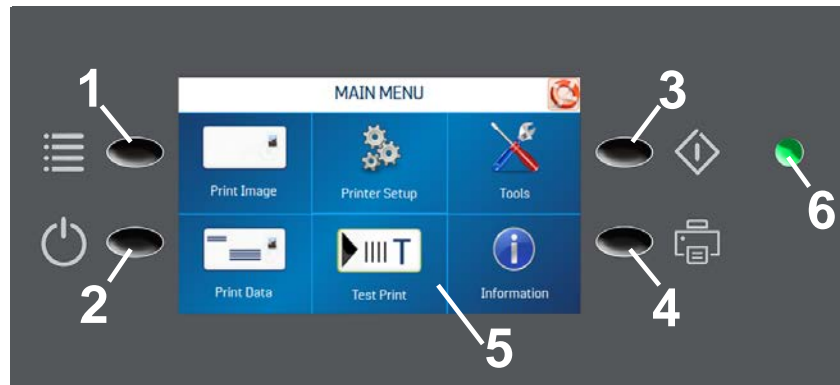 1
3
MAIN MENU
Print Image
Printer Setup
Tools
6
Print Data
Test Print
Information
2
4
5